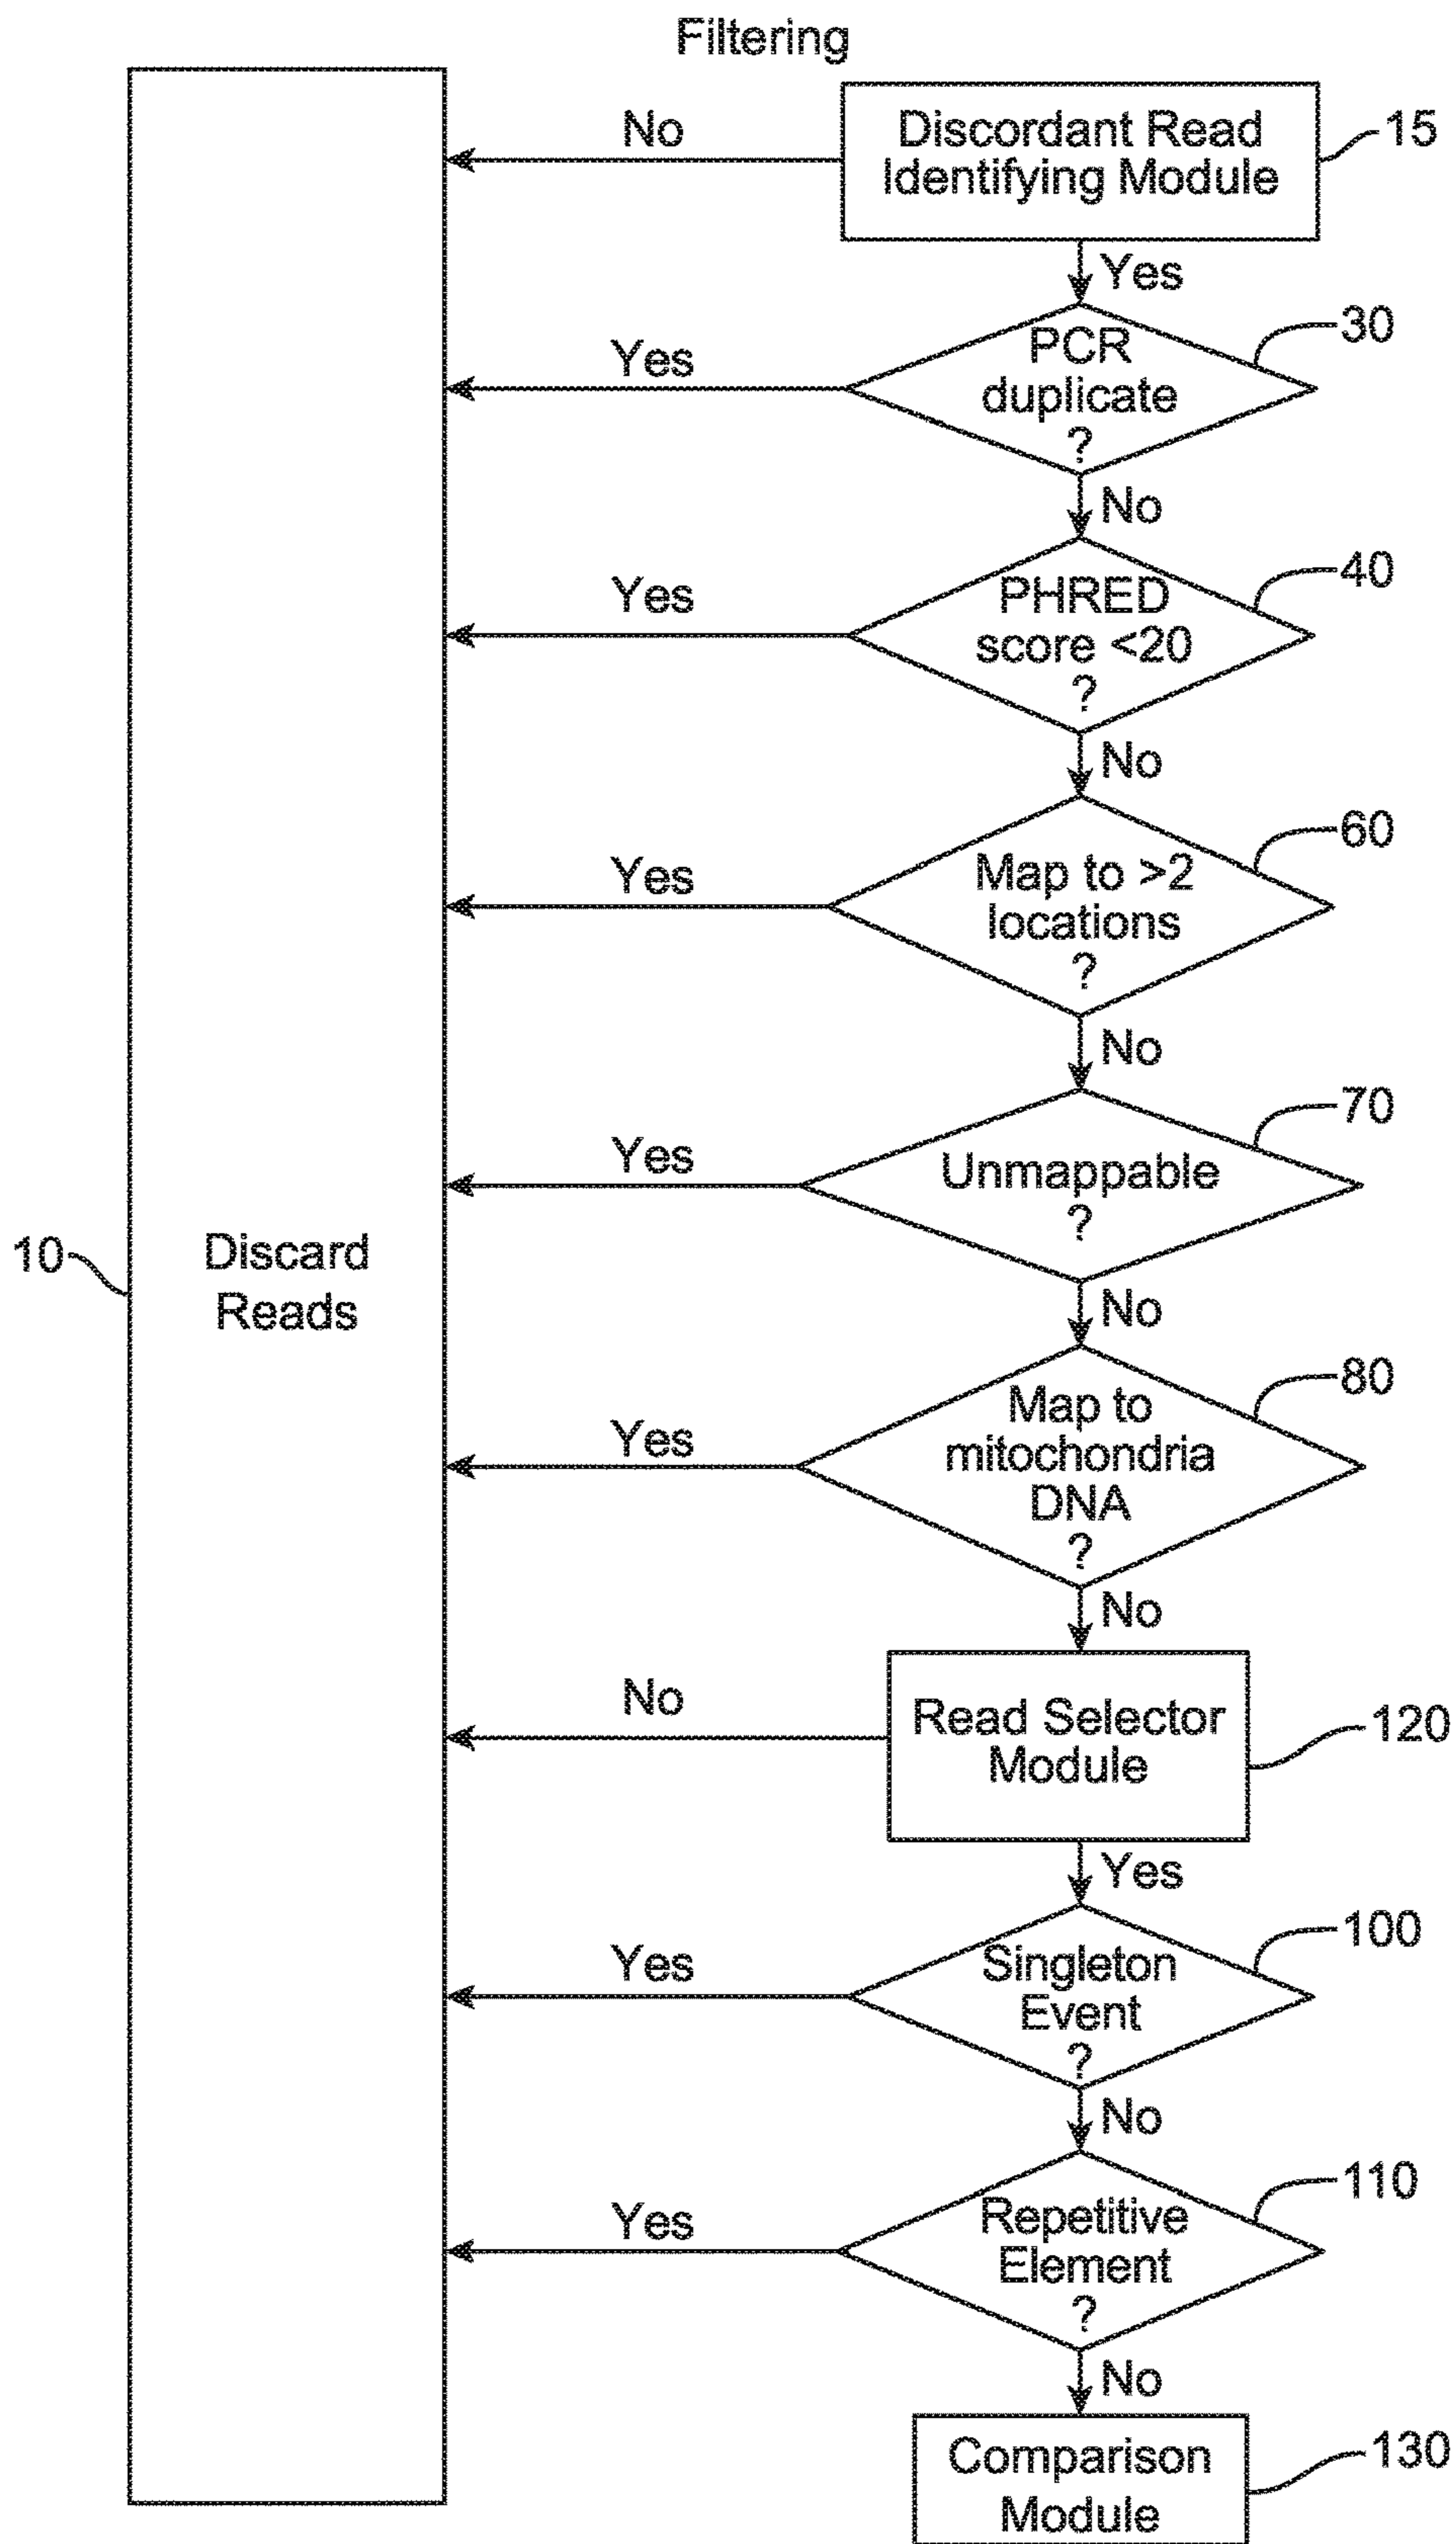 Filtering
Discordant Read
Identifying Module
15
No
Yes
PCR
duplicate
?
30
Yes
No
PHRED
score <20
?
40
Yes
No
Map to >2
locations
?
60
Yes
No
Unmappable
?
70
Yes
No
10
Discard
Reads
Map to
mitochondria
DNA
?
80
Yes
No
Read Selector
Module
120
No
Yes
Singleton
Event
?
100
Yes
No
Repetitive
Element
?
110
Yes
No
Comparison
Module
130